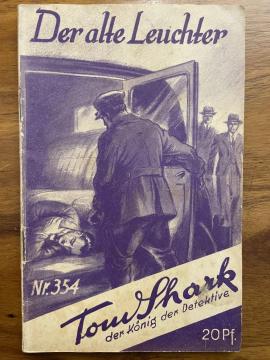 Der alte Leuchter
Nr. 354
Tom Shark
der König der Detektive
20 Pf.